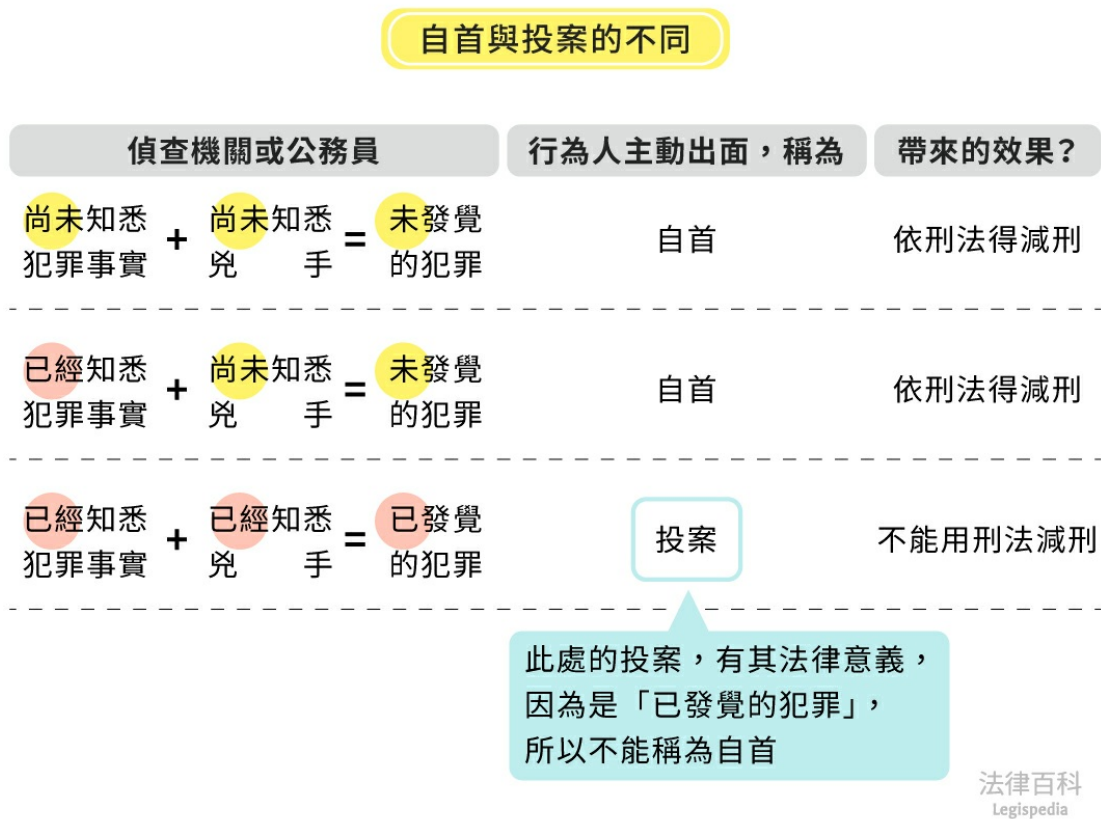 自首與投案的不同
偵查機關或公務員 行為人主動出面，稱為 帶來的效果？
尚未知悉 + 尚未知悉 = 未發覺
犯罪事實 兇 手 的犯罪
自首 依刑法得減刑
已經知悉 + 尚未知悉 = 未發覺
犯罪事實 兇 手 的犯罪
自首 依刑法得減刑
已經知悉 + 已經知悉 = 已發覺
犯罪事實 兇 手 的犯罪
投案 不能用刑法減刑
此處的投案，有其法律意義，
因為是「已發覺的犯罪」，
所以不能稱為自首
法律百科
Legispedia